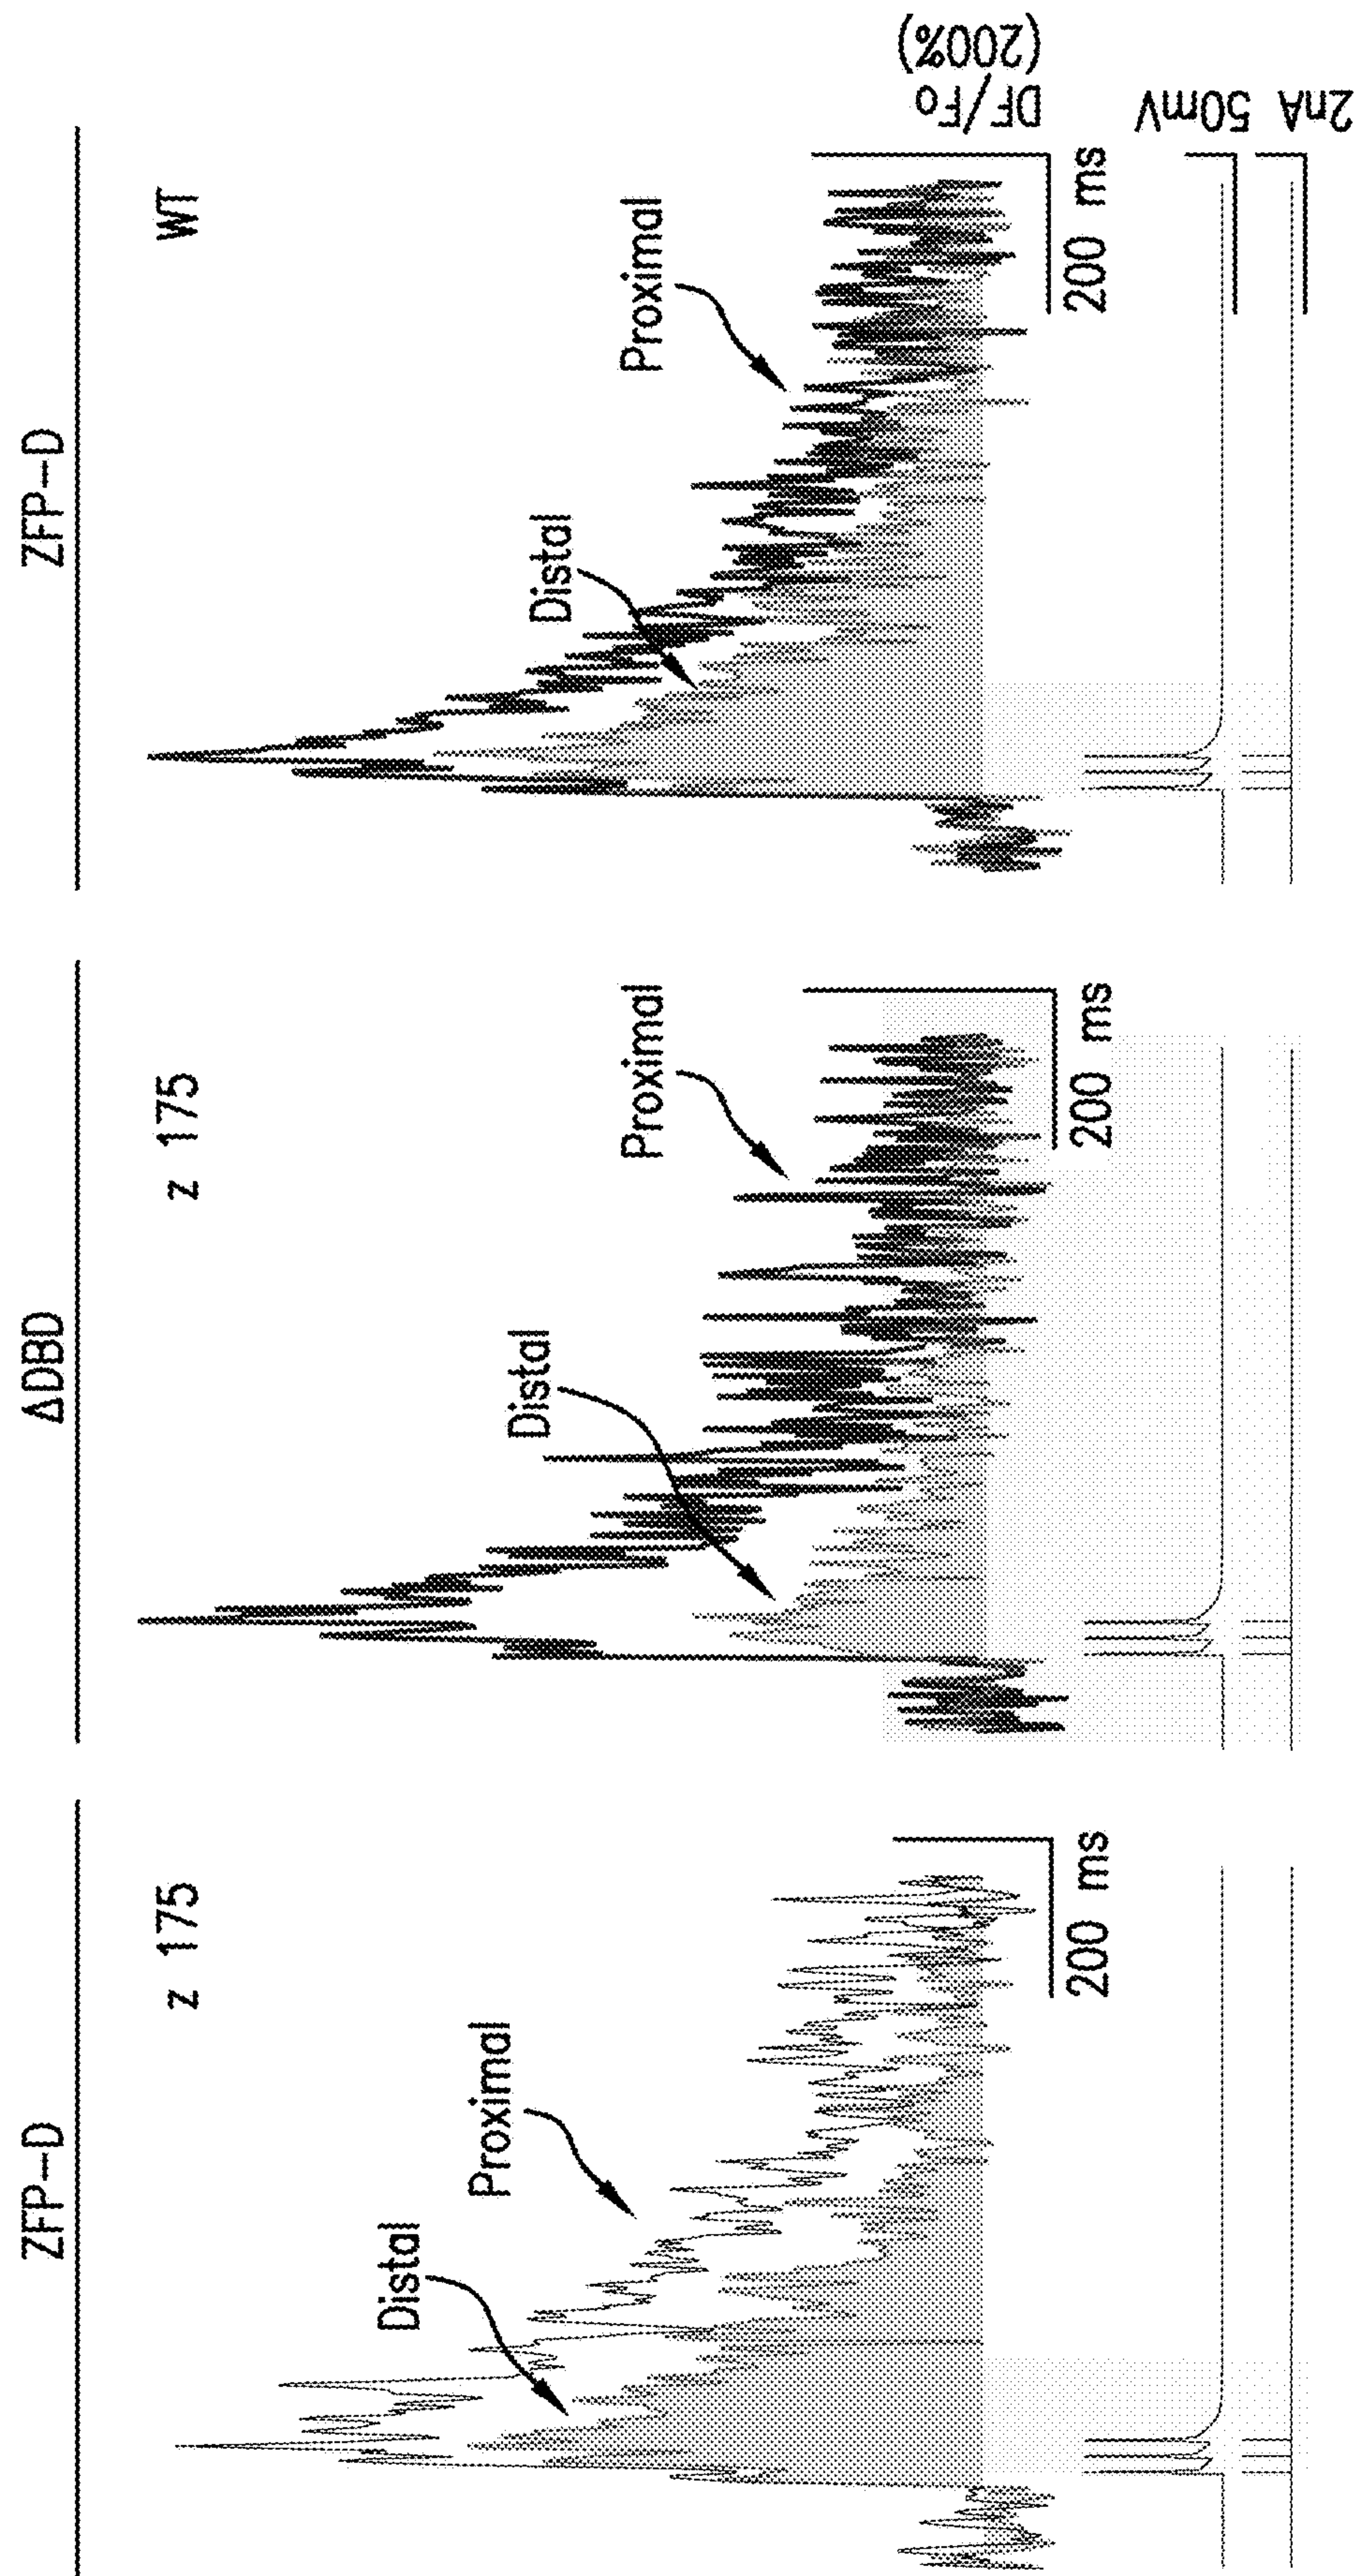 ZFP-D
z 175
Distal
Proximal
200 ms
ΔDBD
z 175
Distal
Proximal
200 ms
ZFP-D
WT
Distal
Proximal
200 ms
DF/Fo
(200%)
50mV
2nA